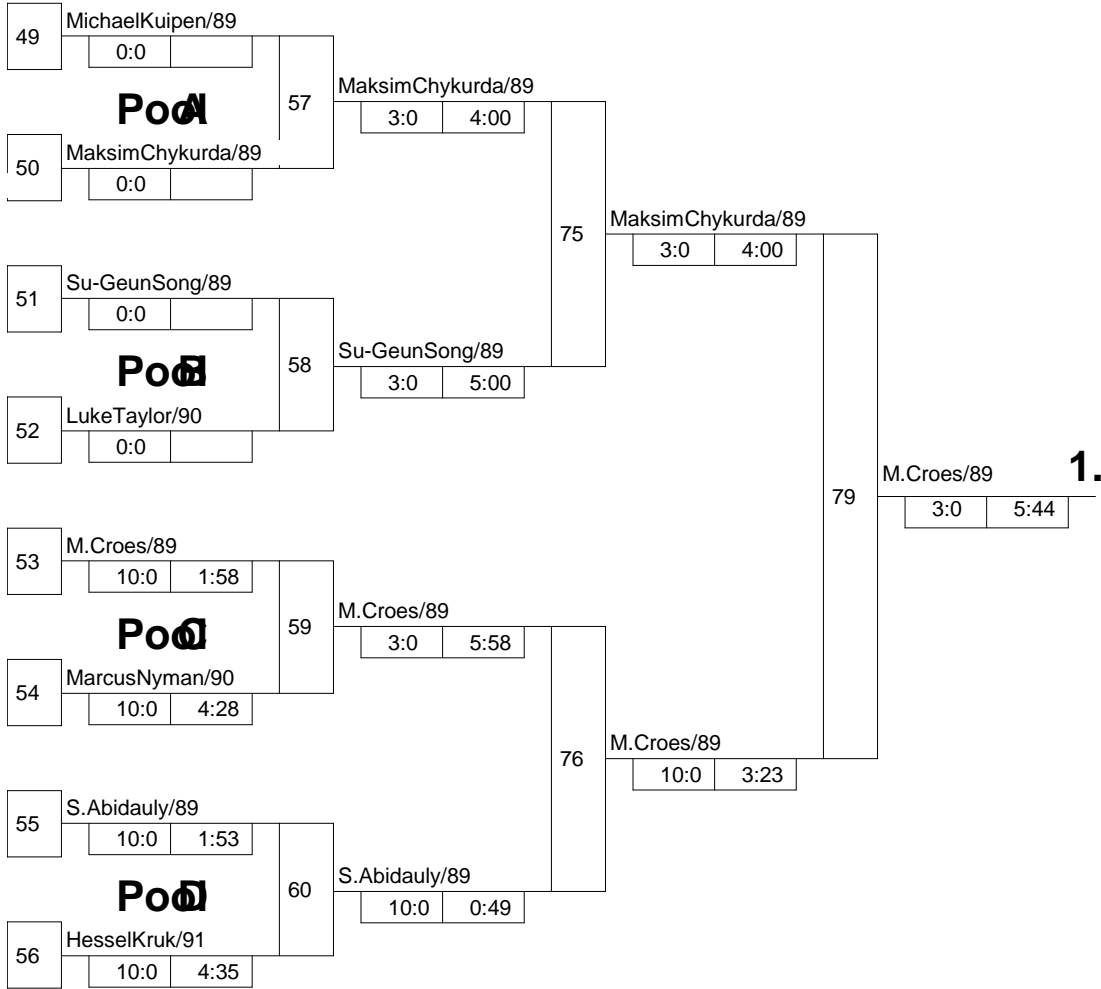 49 MichaelKuipen/89
0:0
Pool A 57 MaksimChykurda/89
3:0 4:00
50 MaksimChykurda/89
0:0
75 MaksimChykurda/89
3:0 4:00
51 Su-GeunSong/89
0:0
Pool B 58 Su-GeunSong/89
3:0 5:00
52 LukeTaylor/90
0:0
79 M.Croes/89 1.
3:0 5:44
53 M.Croes/89
10:0 1:58
Pool C 59 M.Croes/89
3:0 5:58
54 MarcusNyman/90
10:0 4:28
76 M.Croes/89
10:0 3:23
55 S.Abidauly/89
10:0 1:53
Pool D 60 S.Abidauly/89
10:0 0:49
56 HesselKruk/91
10:0 4:35